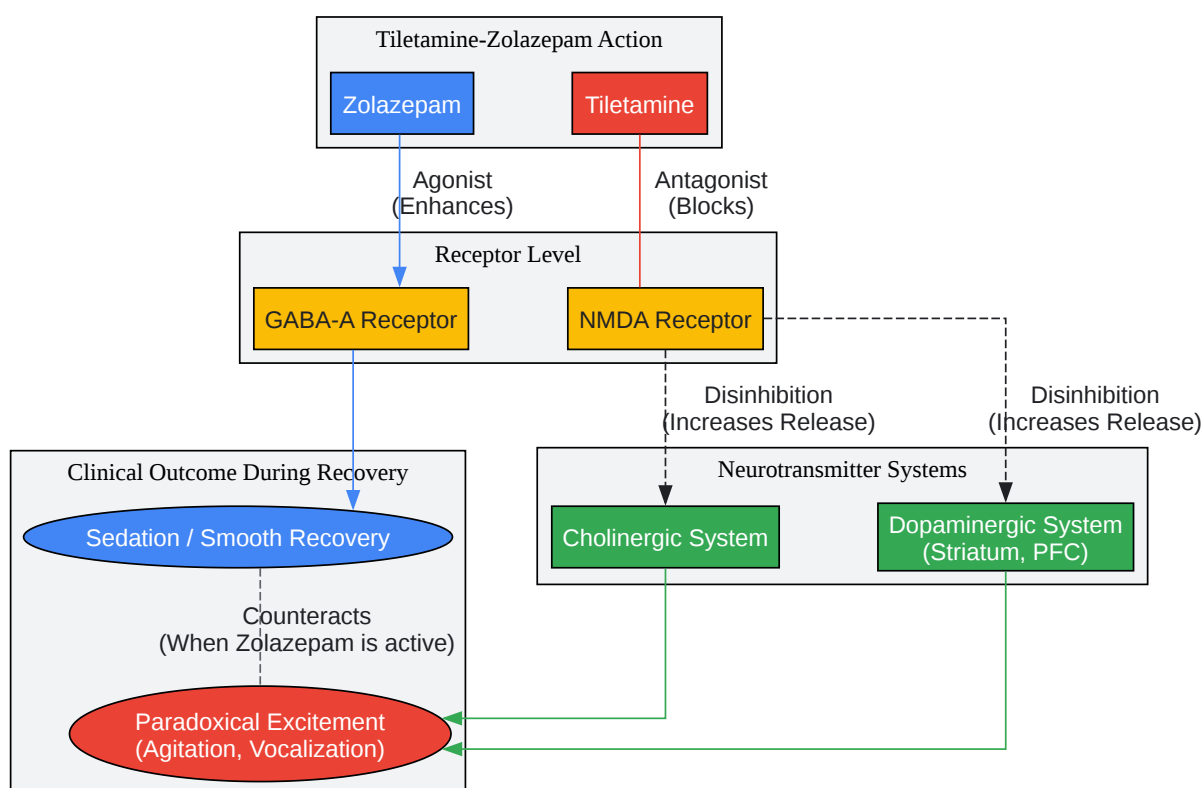 Tiletamine-Zolazepam Action
Zolazepam
Tiletamine
Agonist
(Enhances)
Antagonist
(Blocks)
Receptor Level
GABA-A Receptor
NMDA Receptor
Disinhibition
(Increases Release)
Disinhibition
(Increases Release)
Clinical Outcome During Recovery
Neurotransmitter Systems
Sedation / Smooth Recovery
Cholinergic System
Dopaminergic System
(Striatum, PFC)
Counteracts
(When Zolazepam is active)
Paradoxical Excitement
(Agitation, Vocalization)